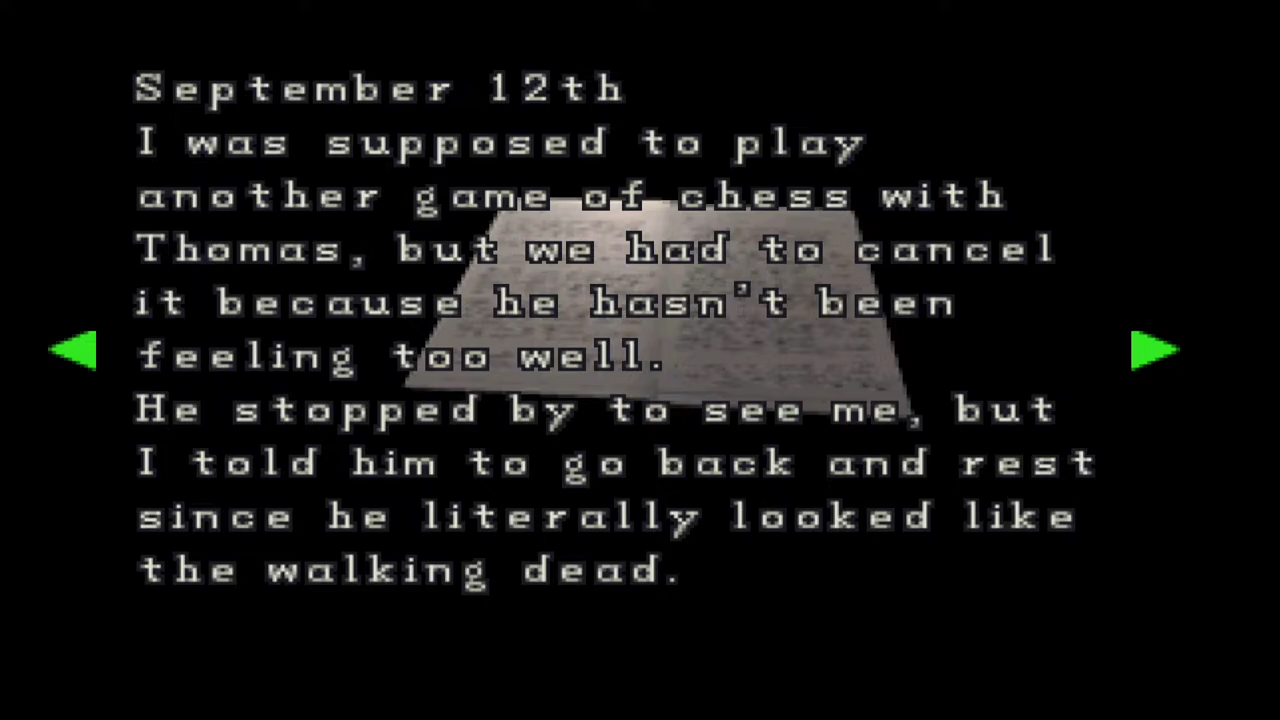 September 12th
I was supposed to play
another game of chess with
Thomas, but we had to cancel
it because he hasn't been
feeling too well.
He stopped by to see me, but
I told him to go back and rest
since he literally looked like
the walking dead.